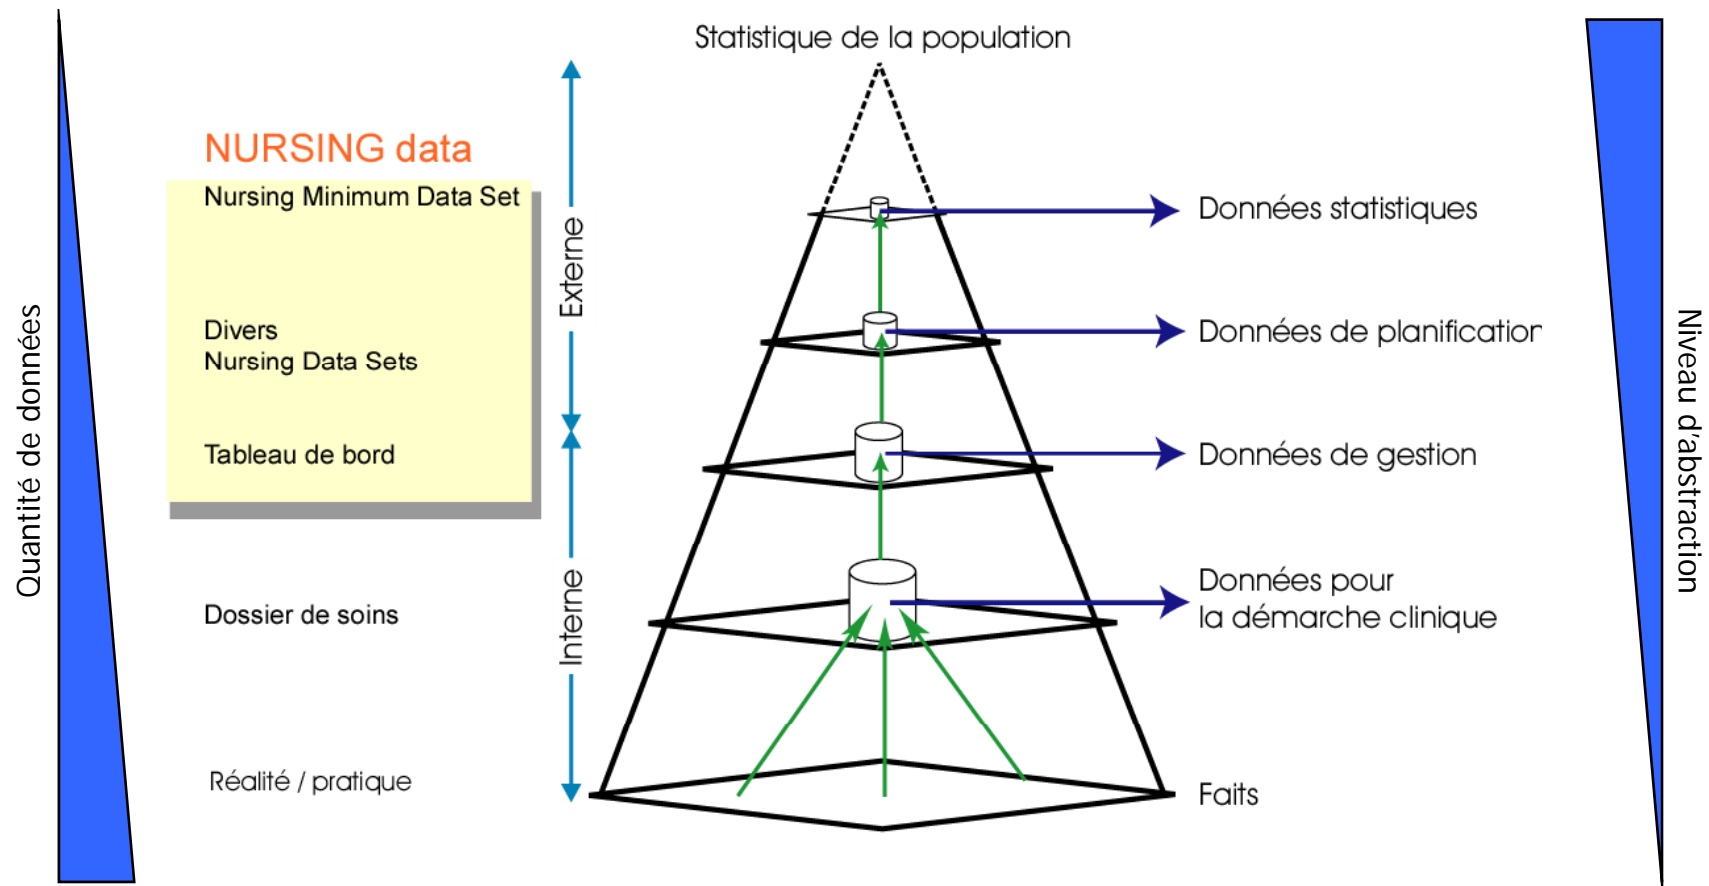 Statistique de la population
NURSING data
Nursing Minimum Data Set
Divers
Nursing Data Sets
Tableau de bord
Dossier de soins
Réalité / pratique
Quantité de données
Externe
Interne
Données statistiques
Données de planification
Données de gestion
Données pour
la démarche clinique
Faits
Niveau d'abstraction